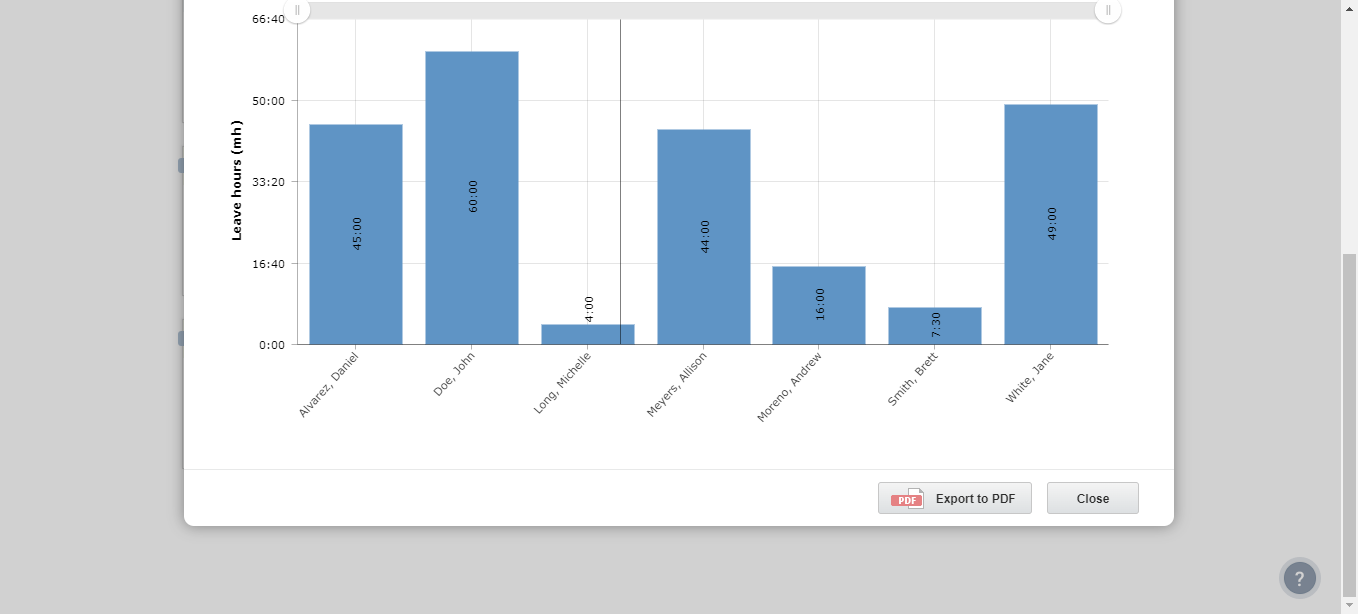 66:40
50:00
33:20
16:40
0:00
Leave hours (mh)
45:00
60:00
4:00
44:00
16:00
7:30
49:00
Alvarez, Daniel
Doe, John
Long, Michelle
Meyers, Allison
Moreno, Andrew
Smith, Brett
White, Jane
PDF Export to PDF
Close
?